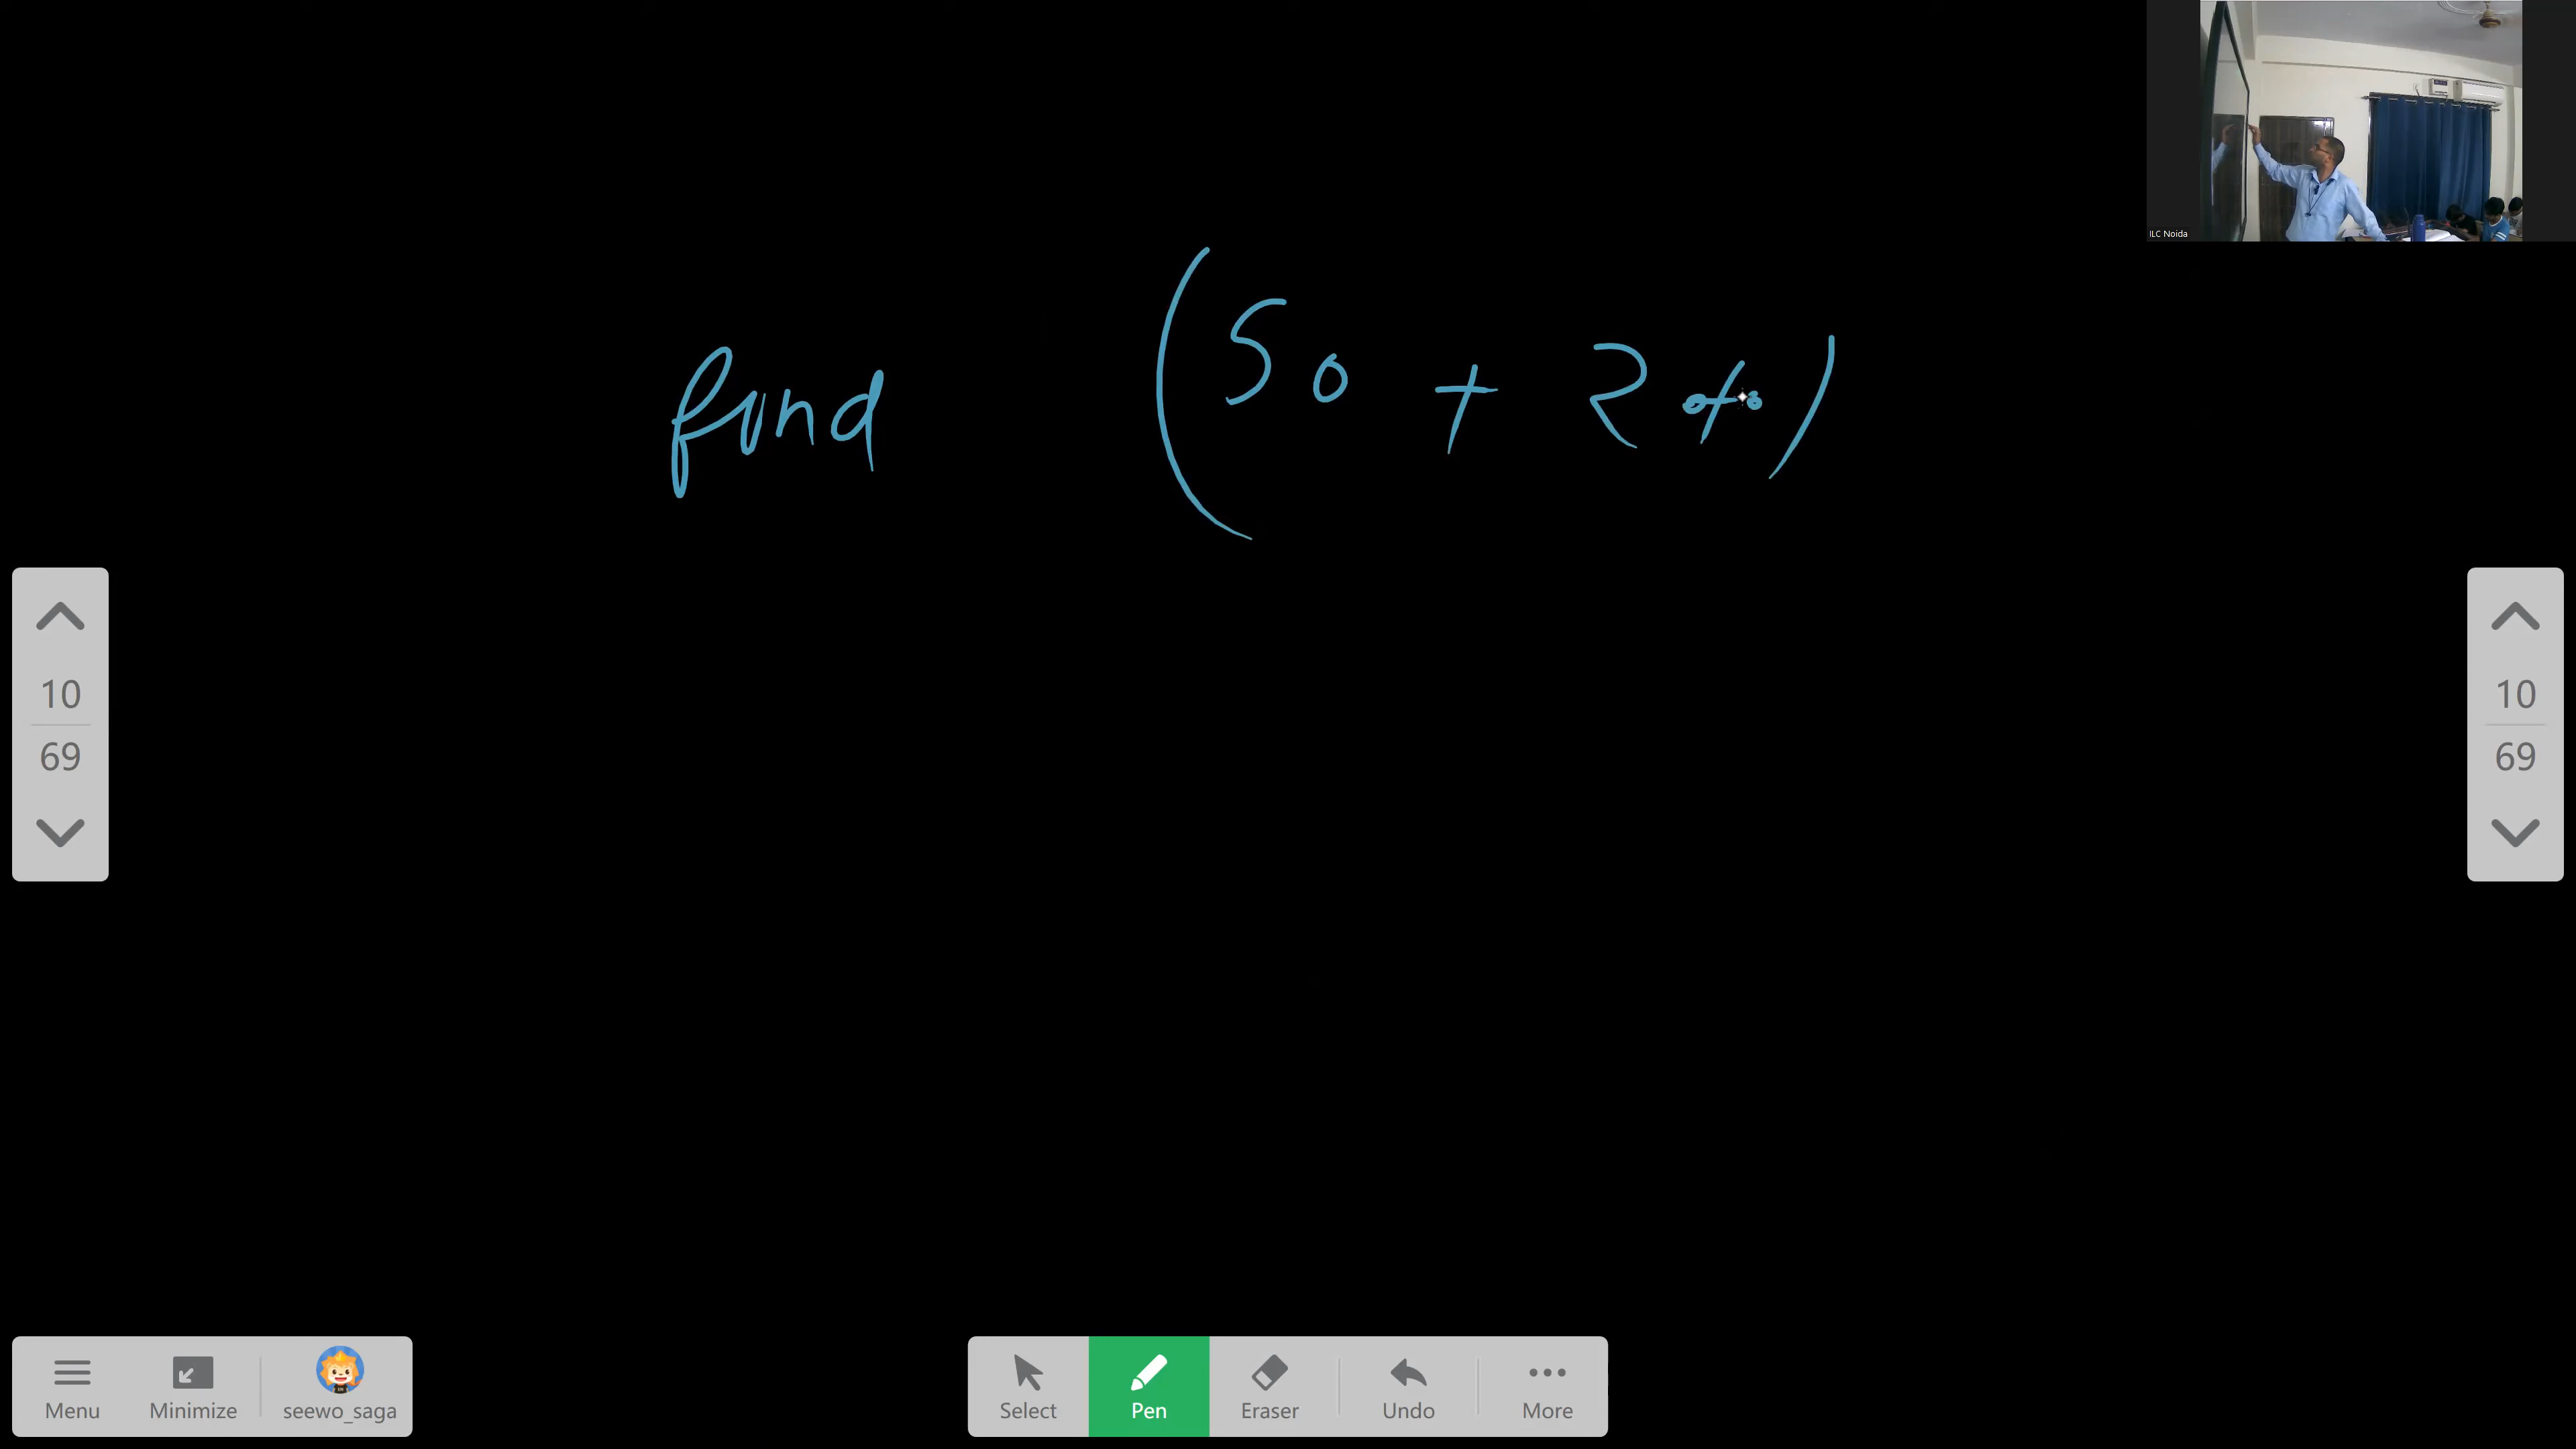 ILC Noida
find (50 + 2%)
10
69
10
69
Menu Minimize seewo_saga Select Pen Eraser Undo More